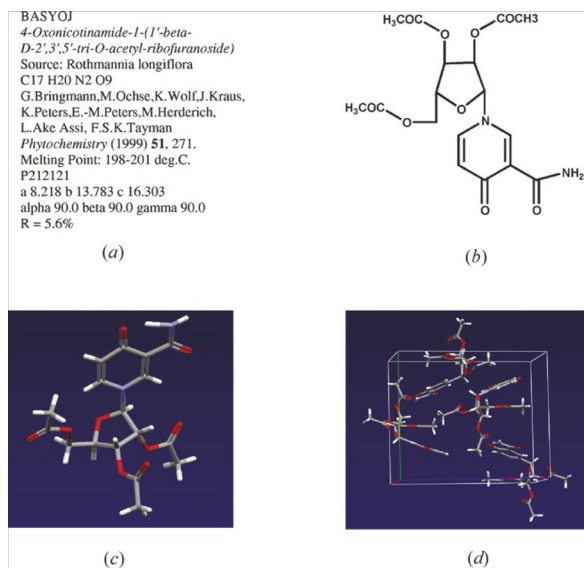 BASYOJ
4-Oxonicotinamide-1-(1'-beta-
D-2',3',5'-tri-O-acetyl-ribofuranoside)
Source: Rothmannia longiflora
C17 H20 N2 O9
G.Bringmann,M.Ochse,K.Wolf,J.Kraus,
K.Peters,E.-M.Peters,M.Herderich,
L.Ake Assi, F.S.K.Tayman
Phytochemistry (1999) 51, 271.
Melting Point: 198-201 deg.C.
P212121
a 8.218 b 13.783 c 16.303
alpha 90.0 beta 90.0 gamma 90.0
R = 5.6%
(a)
H3COC
COCH3
O
O
H3COC
O
O
N
NH2
O
O
(b)
(c)
(d)